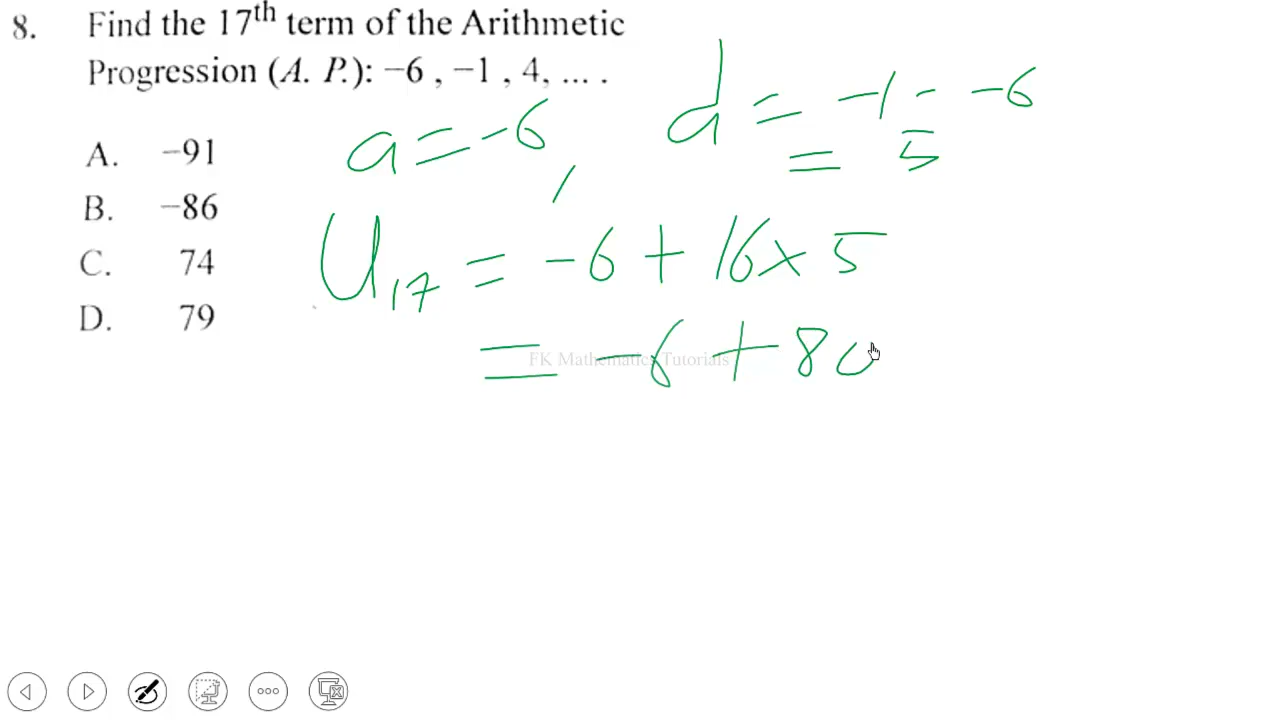 8. Find the 17th term of the Arithmetic
Progression (A. P.): −6 , −1 , 4, ... .
A. −91
B. −86
C. 74
D. 79
a = -6 , d = -1 - -6
= 5
U17 = -6 + 16 × 5
= -6 + 80
FK Mathematics Tutorials